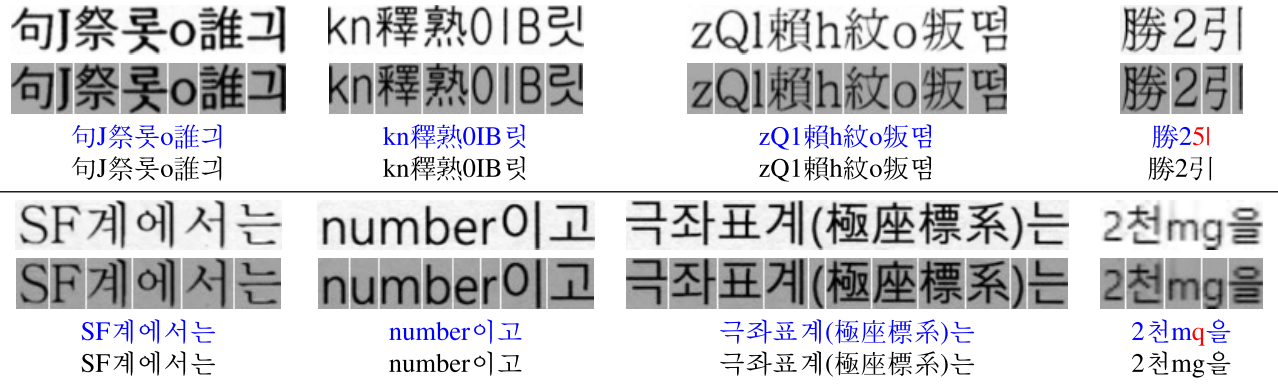 句J祭롯o誰긔 kn釋熟0IB릿 zQl賴h紋o叛떰 勝2引
句J祭롯o誰긔 kn釋熟0IB릿 zQl賴h紋o叛떰 勝2引
句J祭롯o誰긔 kn釋熟0IB릿 zQ1賴h紋o叛떰 勝25l
句J祭롯o誰긔 kn釋熟0IB릿 zQ1賴h紋o叛떰 勝2引
SF계에서는 number이고 극좌표계(極座標系)는 2천mg을
SF계에서는 number이고 극좌표계(極座標系)는 2천mg을
SF계에서는 number이고 극좌표계(極座標系)는 2천mq을
SF계에서는 number이고 극좌표계(極座標系)는 2천mg을